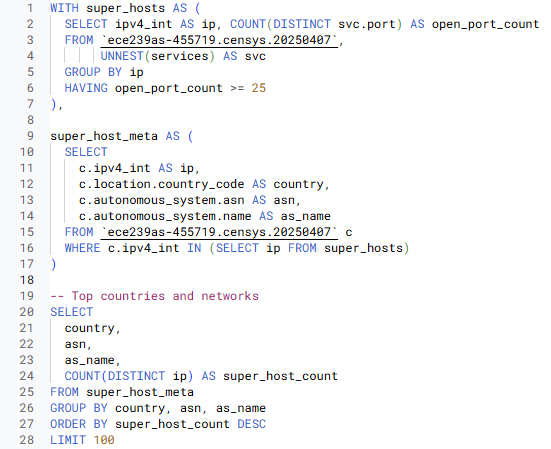 1 WITH super_hosts AS (
2 SELECT ipv4_int AS ip, COUNT(DISTINCT svc.port) AS open_port_count
3 FROM `ece239as-455719.censys.20250407`,
4 UNNEST(services) AS svc
5 GROUP BY ip
6 HAVING open_port_count >= 25
7 ),
8
9 super_host_meta AS (
10 SELECT
11 c.ipv4_int AS ip,
12 c.location.country_code AS country,
13 c.autonomous_system.asn AS asn,
14 c.autonomous_system.name AS as_name
15 FROM `ece239as-455719.censys.20250407` c
16 WHERE c.ipv4_int IN (SELECT ip FROM super_hosts)
17 )
18
19 -- Top countries and networks
20 SELECT
21 country,
22 asn,
23 as_name,
24 COUNT(DISTINCT ip) AS super_host_count
25 FROM super_host_meta
26 GROUP BY country, asn, as_name
27 ORDER BY super_host_count DESC
28 LIMIT 100